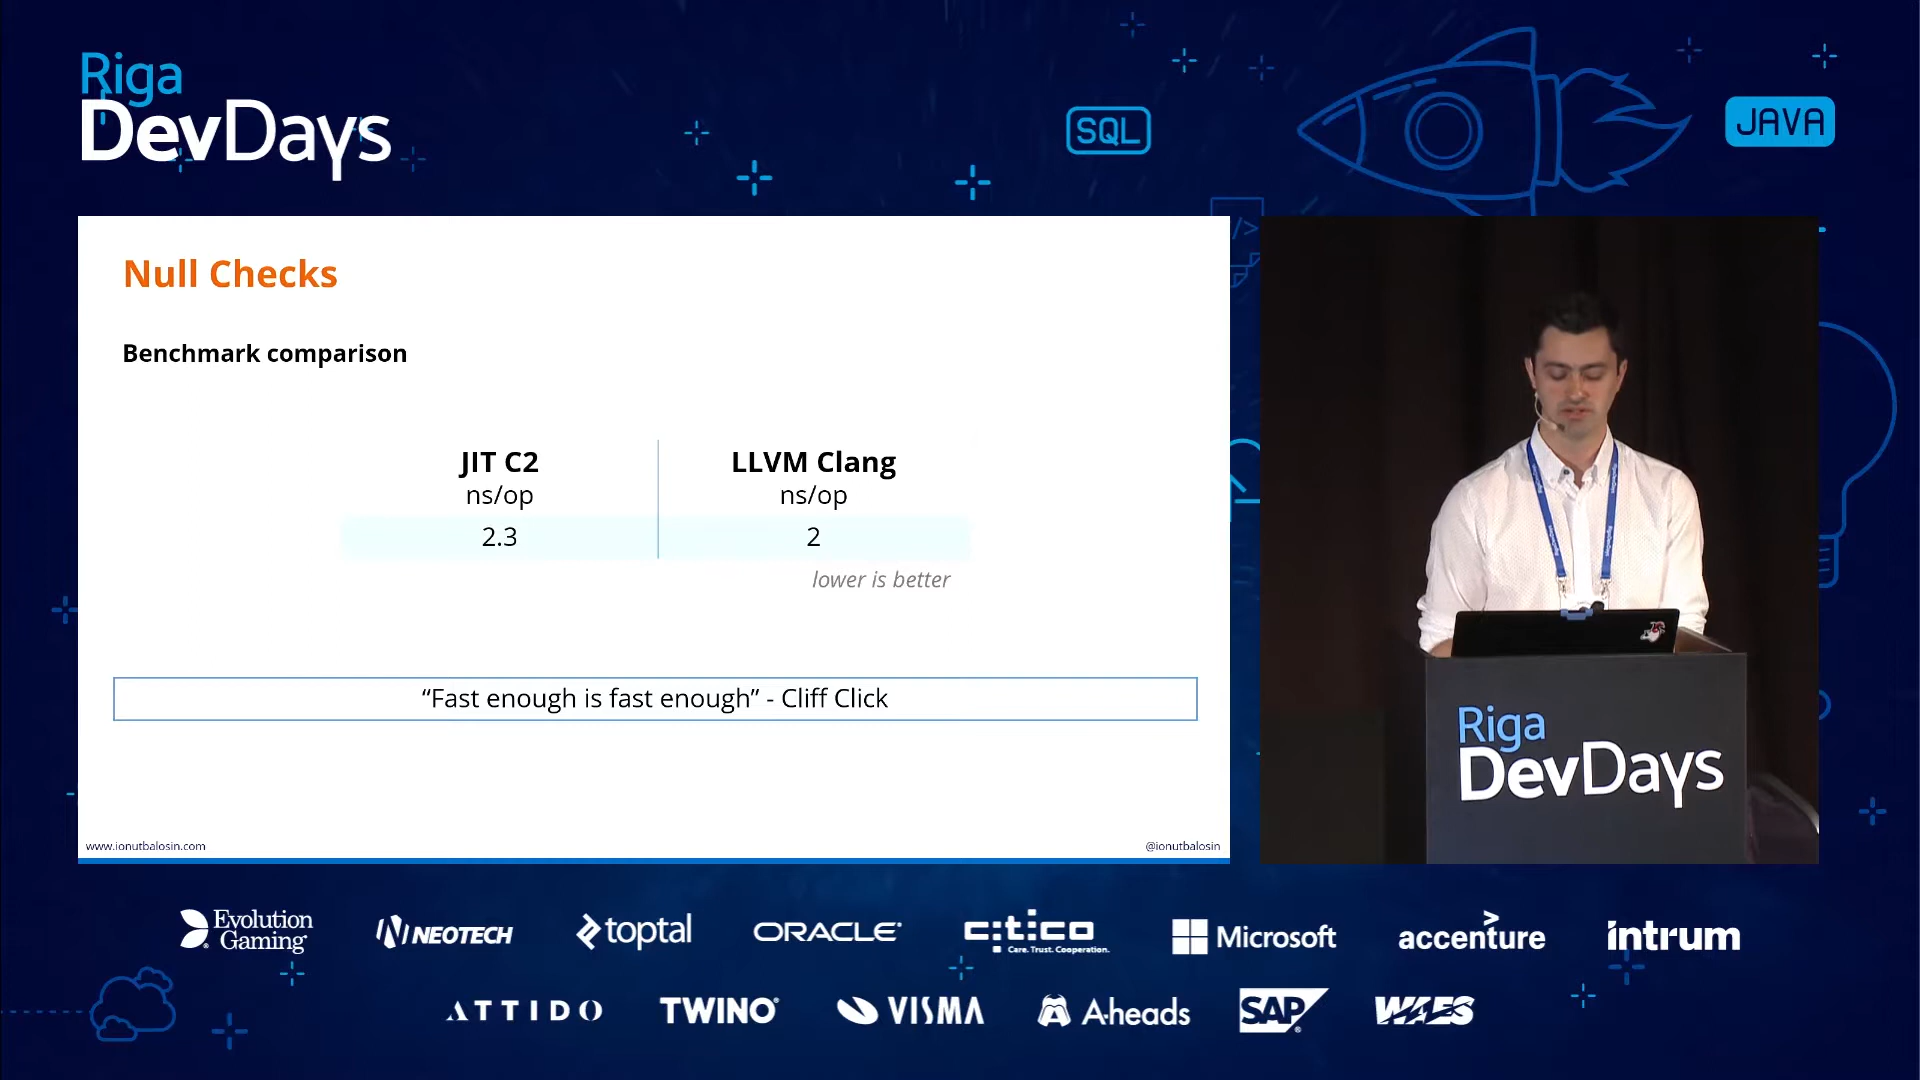 Riga
DevDays
SQL
JAVA
</>
Null Checks
Benchmark comparison
JIT C2
LLVM Clang
ns/op
ns/op
2.3
2
lower is better
“Fast enough is fast enough” - Cliff Click
www.ionutbalosin.com
@ionutbalosin
Riga
DevDays
Evolution
Gaming
NEOTECH
toptal
ORACLE
citico
Care. Trust. Cooperation.
Microsoft
accenture
intrum
ATTIDO
TWINO
VISMA
A-heads
SAP